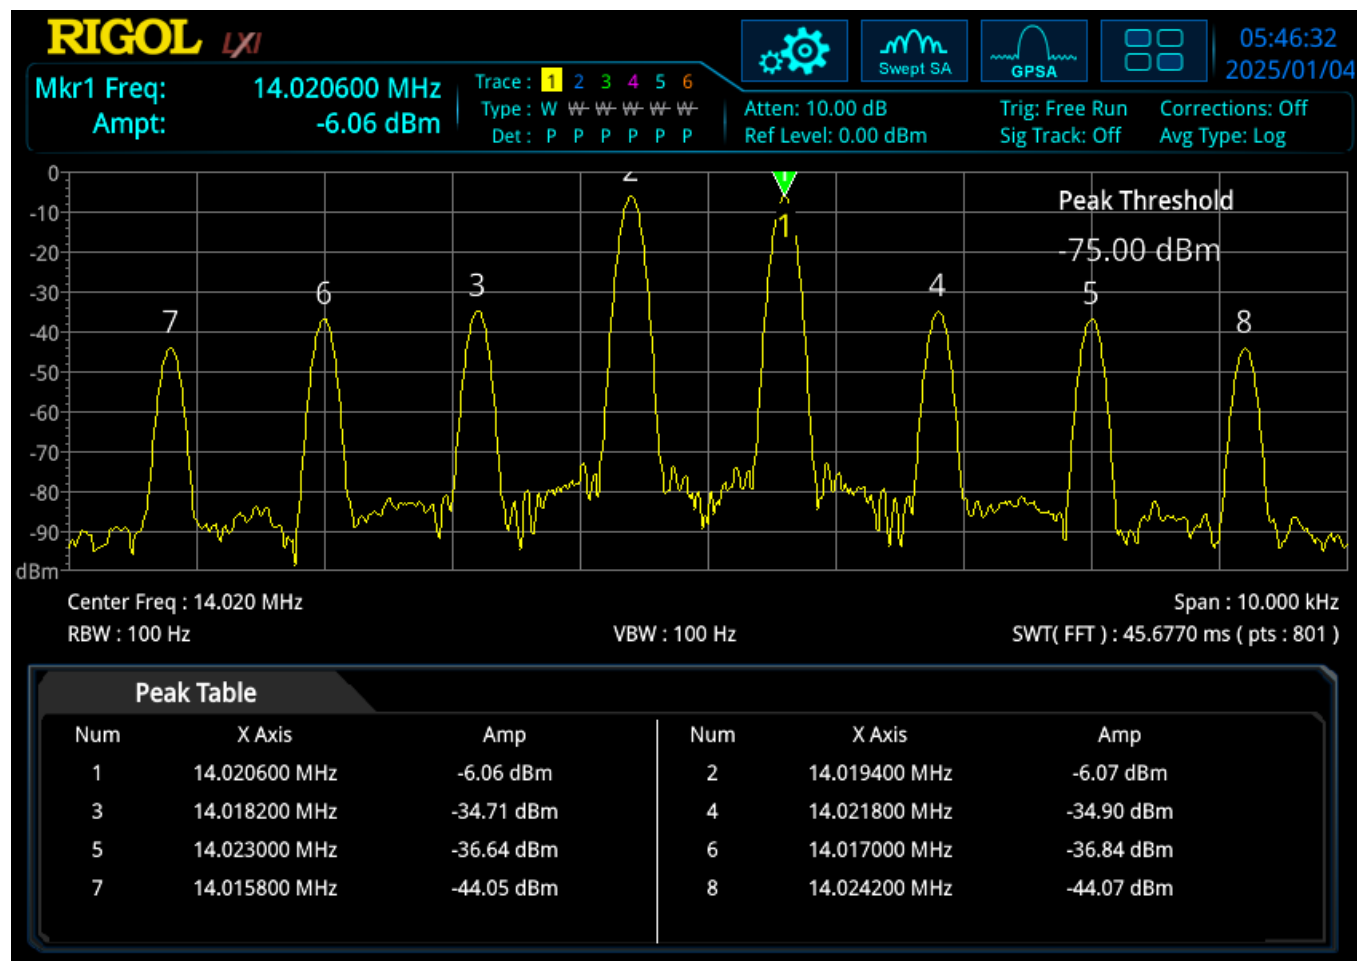 RIGOL LXI
Swept SA
GPSA
05:46:32
2025/01/04
Mkr1 Freq: 14.020600 MHz
Ampt: -6.06 dBm
Trace : 1 2 3 4 5 6
Type : W W W W W W
Det : P P P P P P
Atten: 10.00 dB
Ref Level: 0.00 dBm
Trig: Free Run
Sig Track: Off
Corrections: Off
Avg Type: Log
0
-10
-20
-30
-40
-50
-60
-70
-80
-90
dBm
Peak Threshold
-75.00 dBm
7
6
3
2
1
1
4
5
8
Center Freq : 14.020 MHz
Span : 10.000 kHz
RBW : 100 Hz
VBW : 100 Hz
SWT( FFT ) : 45.6770 ms ( pts : 801 )
Peak Table
Num X Axis Amp Num X Axis Amp
1 14.020600 MHz -6.06 dBm 2 14.019400 MHz -6.07 dBm
3 14.018200 MHz -34.71 dBm 4 14.021800 MHz -34.90 dBm
5 14.023000 MHz -36.64 dBm 6 14.017000 MHz -36.84 dBm
7 14.015800 MHz -44.05 dBm 8 14.024200 MHz -44.07 dBm